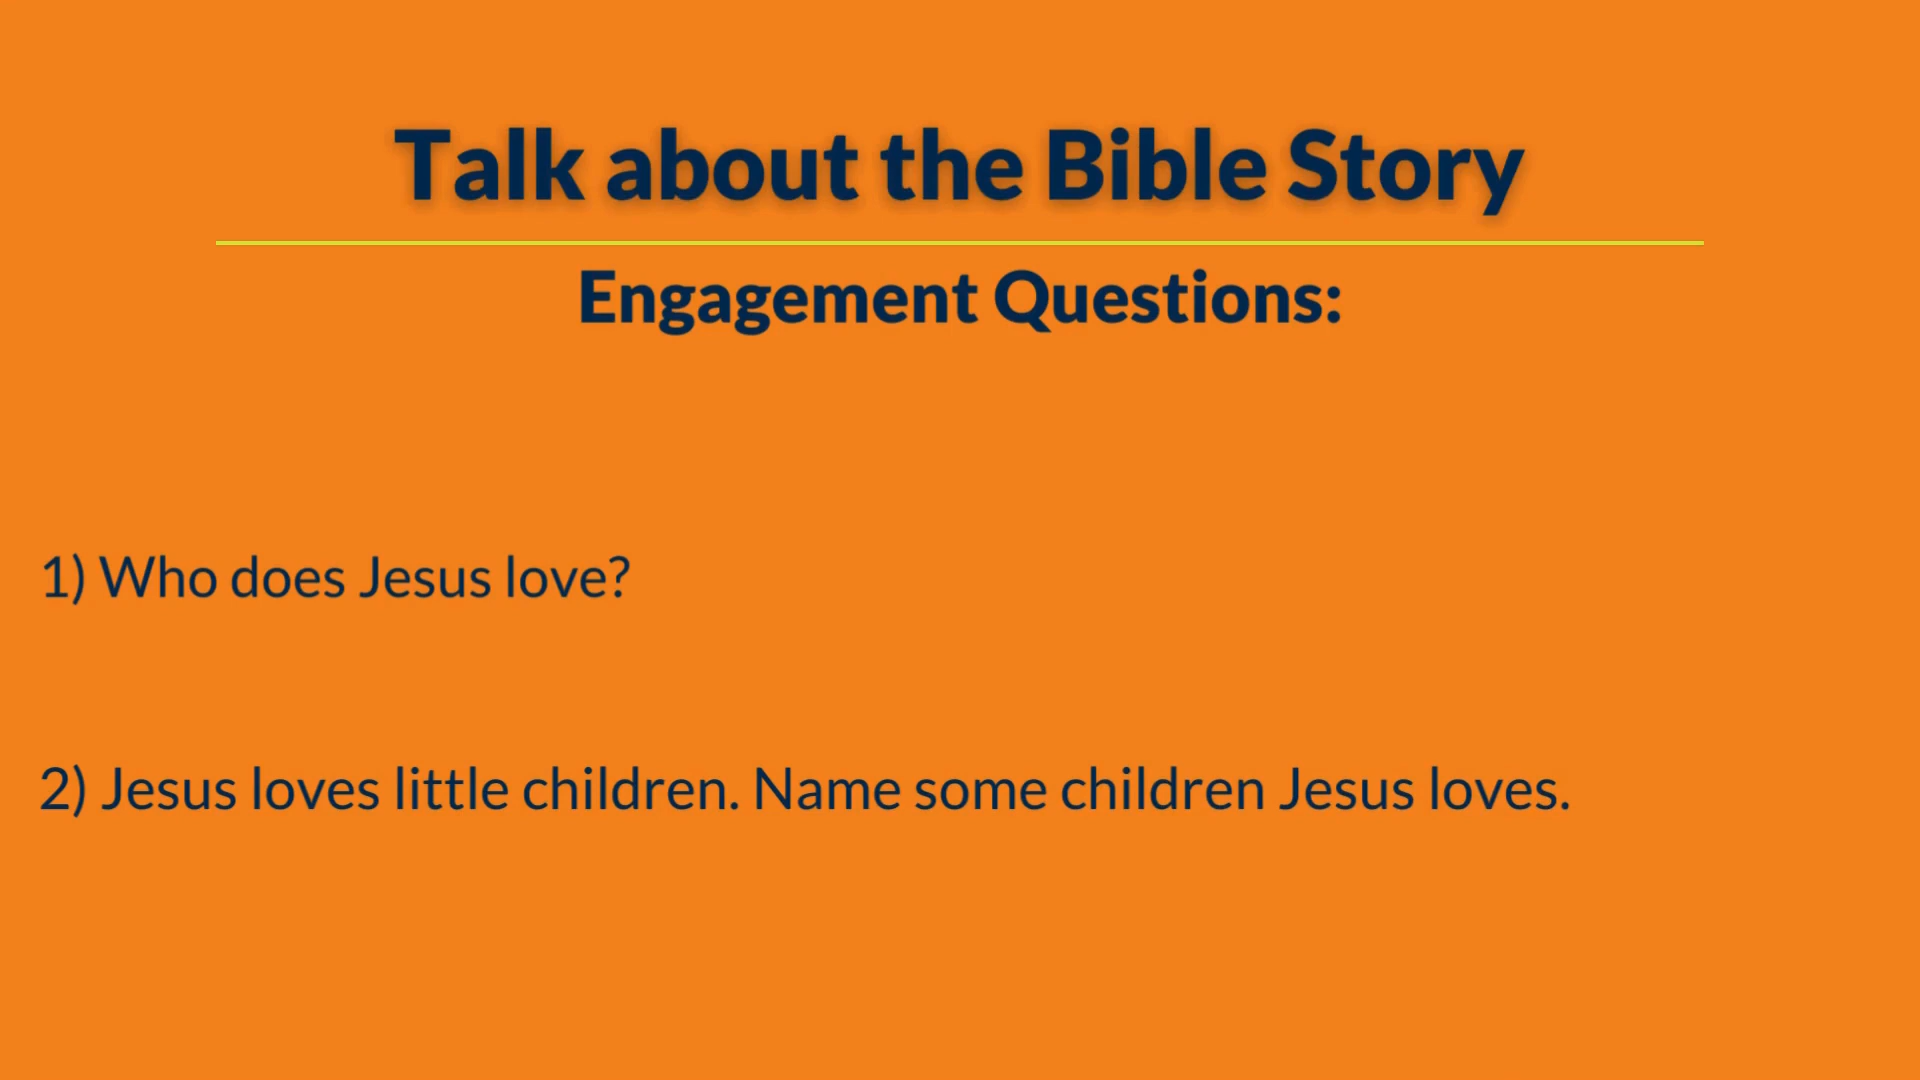 Talk about the Bible Story
Engagement Questions:
1) Who does Jesus love?
2) Jesus loves little children. Name some children Jesus loves.